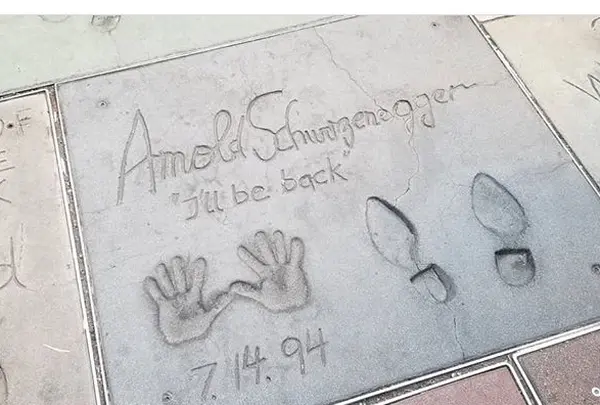 Arnold Schwarzenegger
"I'll be back"
7.14.94